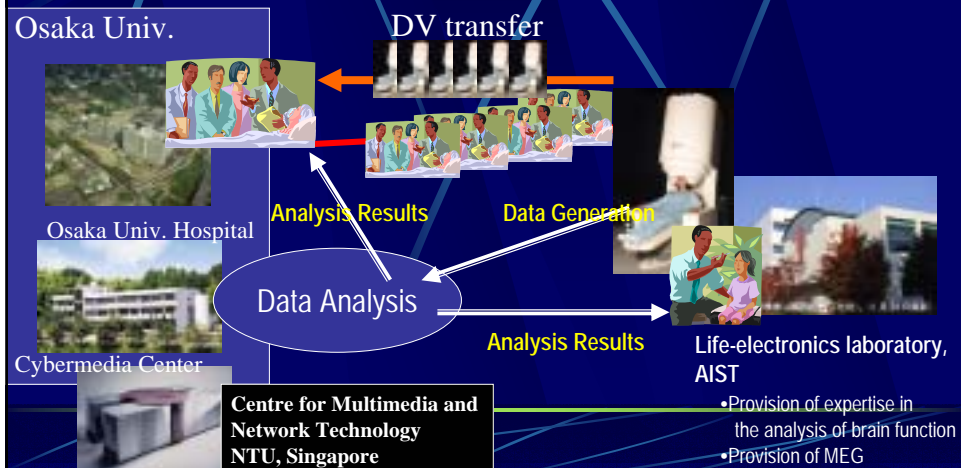 Osaka Univ.
DV transfer
Analysis Results
Data Generation
Osaka Univ. Hospital
Data Analysis
Analysis Results
Cybermedia Center
Life-electronics laboratory,
AIST
•Provision of expertise in
the analysis of brain function
•Provision of MEG
Centre for Multimedia and
Network Technology
NTU, Singapore